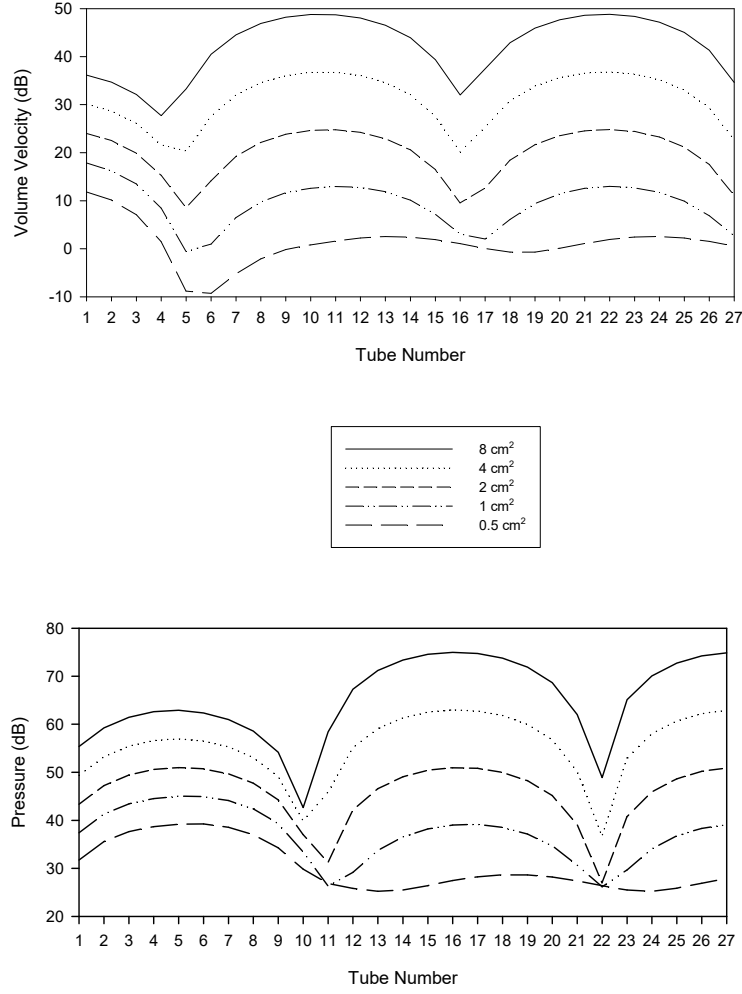 50
40
30
20
10
0
-10
Volume Velocity (dB)
1 2 3 4 5 6 7 8 9 10 11 12 13 14 15 16 17 18 19 20 21 22 23 24 25 26 27
Tube Number
8 cm²
4 cm²
2 cm²
1 cm²
0.5 cm²
80
70
60
50
40
30
20
Pressure (dB)
1 2 3 4 5 6 7 8 9 10 11 12 13 14 15 16 17 18 19 20 21 22 23 24 25 26 27
Tube Number